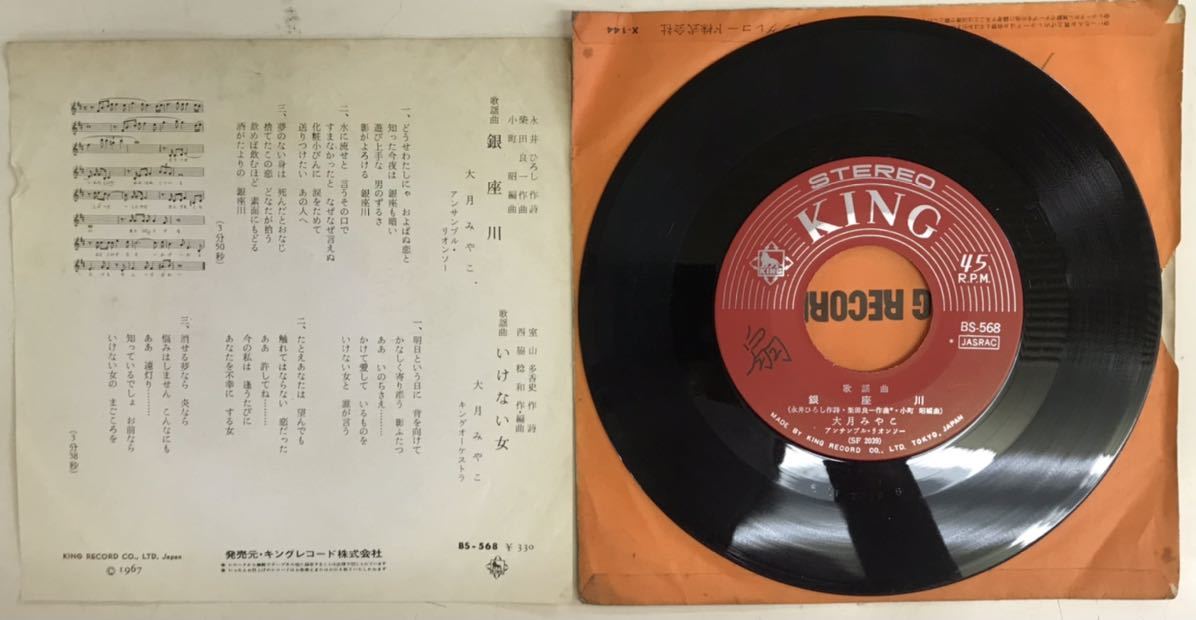 歌謡曲 銀座川
永井ひろし 作詩
柴田良一 作曲
小町昭 編曲
大月みやこ
アンサンブル・リオンソー
一、どうせわたしにゃ およばぬ恋と
知った今夜は 銀座も暗い
遊び上手な 男のずるさ
影がよろける 銀座川
二、水に流せと 言うその口で
すまなかったと なぜなぜ言えぬ
化粧小びんに 涙をためて
送りつけたい あの人へ
三、夢のない身は 死んだとおなじ
捨てたこの恋 どなたが拾う
飲めば飲むほど 素面にもどる
酒がたよりの 銀座川
(3分50秒)
歌謡曲 いけない女
室山多香史 作詩
西脇稔和 作・編曲
大月みやこ
キングオーケストラ
一、明日という日に 背を向けて
かなしく寄り添う 影ふたつ
ああ いのちさえ……
かけて愛して いるものを
いけない女と 誰が言う
二、たとえあなたは 望んでも
触れてはならない 恋だった
ああ 許してね……
今の私は 逢うたびに
あなたを不幸に する女
三、消せる夢なら 炎なら
悩みはしません こんなにも
ああ 遠灯り……
知っているでしょ お前なら
いけない女の まごころを
(3分38秒)
KING RECORD CO., LTD. Japan
© 1967
発売元・キングレコード株式会社
BS-568 ¥330
KING
X-144
キングレコード株式会社
STEREO
KING
KING
45
R.P.M.
G RECOR
BS-568
JASRAC
歌謡曲
銀座川
(永井ひろし作詩・柴田良一作曲*・小町 昭編曲)
大月みやこ
アンサンブル・リオンソー
(SF 2039)
MADE BY KING RECORD CO., LTD. TOKYO, JAPAN